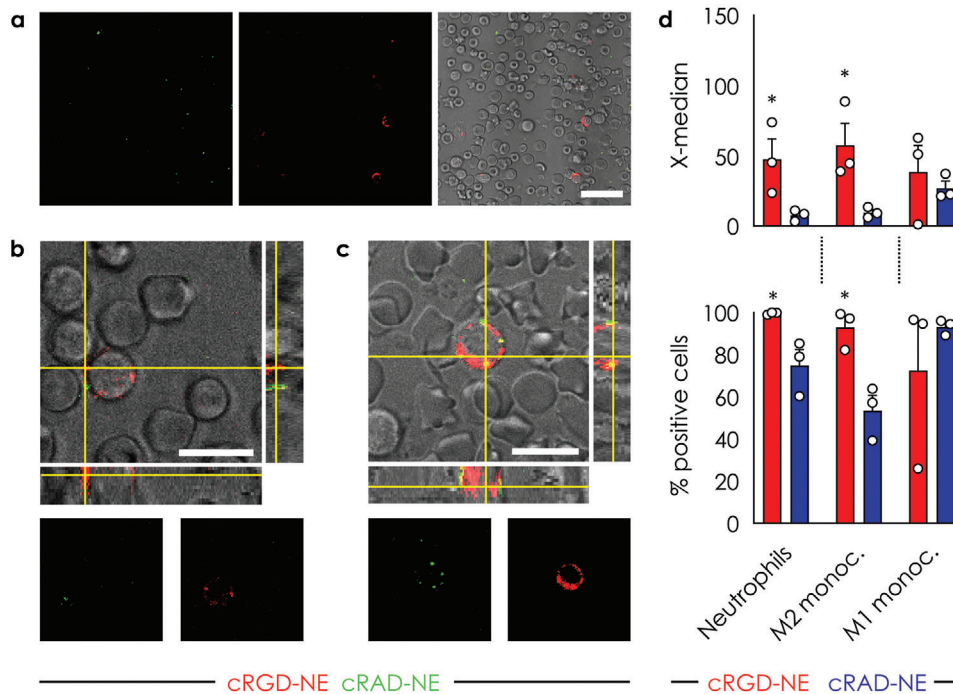 a
d
150
100
50
0
X-median
*
*
b
c
100
80
60
40
20
0
% positive cells
*
*
Neutrophils
M2 monoc.
M1 monoc.
cRGD-NE cRAD-NE
cRGD-NE cRAD-NE